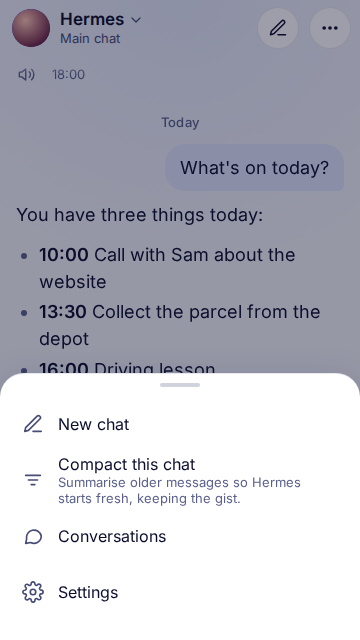 Hermes
Main chat
18:00
Today
What's on today?
You have three things today:
10:00 Call with Sam about the
website
13:30 Collect the parcel from the
depot
16:00 Driving lesson
New chat
Compact this chat
Summarise older messages so Hermes
starts fresh, keeping the gist.
Conversations
Settings